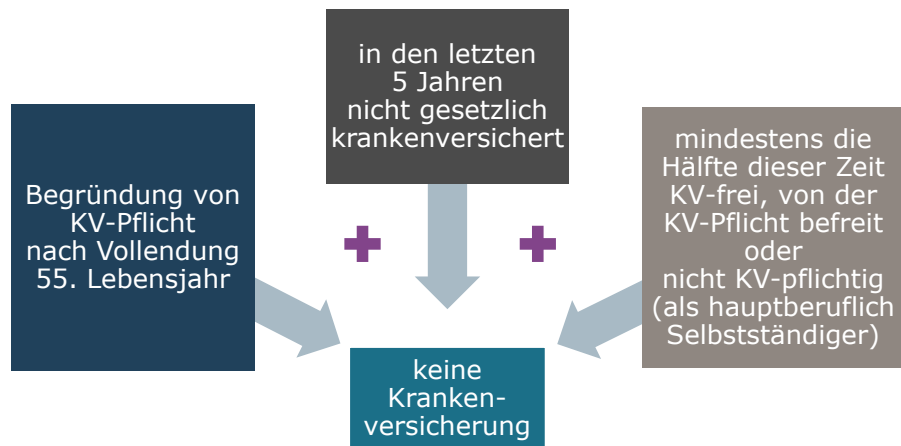 Begründung von
KV-Pflicht
nach Vollendung
55. Lebensjahr
in den letzten
5 Jahren
nicht gesetzlich
krankenversichert
mindestens die
Hälfte dieser Zeit
KV-frei, von der
KV-Pflicht befreit
oder
nicht KV-pflichtig
(als hauptberuflich
Selbstständiger)
keine
Kranken-
versicherung